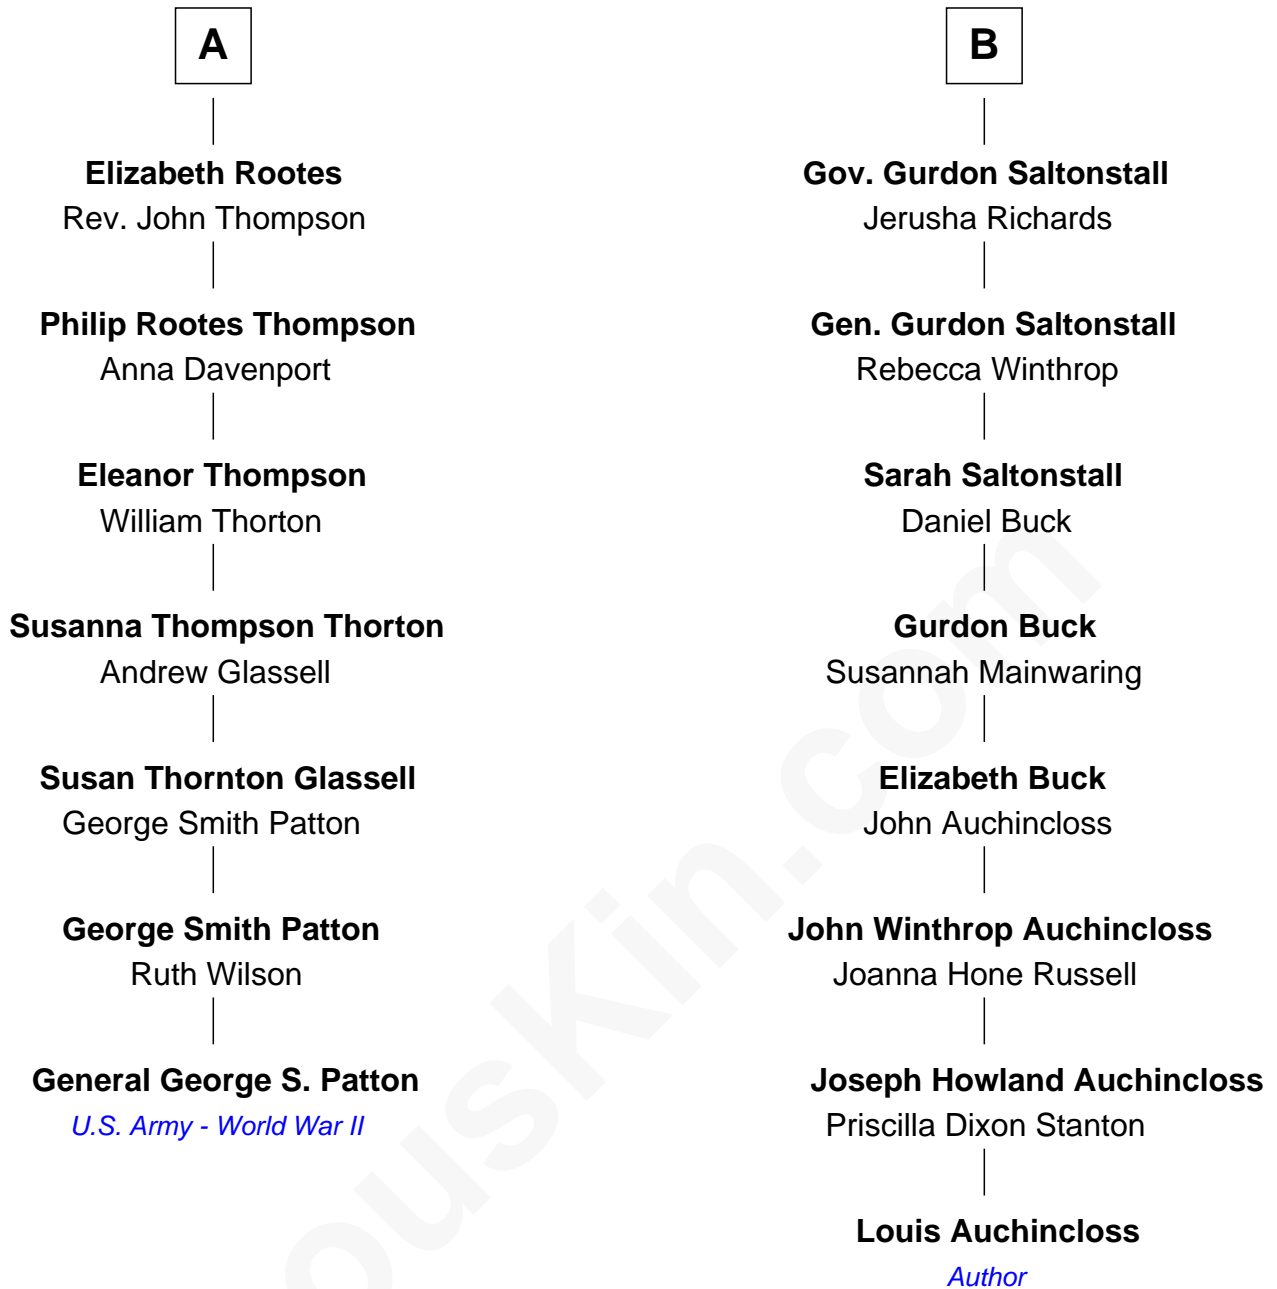 A
Elizabeth Rootes
Rev. John Thompson
Philip Rootes Thompson
Anna Davenport
Eleanor Thompson
William Thorton
Susanna Thompson Thorton
Andrew Glassell
Susan Thornton Glassell
George Smith Patton
George Smith Patton
Ruth Wilson
General George S. Patton
U.S. Army - World War II
B
Gov. Gurdon Saltonstall
Jerusha Richards
Gen. Gurdon Saltonstall
Rebecca Winthrop
Sarah Saltonstall
Daniel Buck
Gurdon Buck
Susannah Mainwaring
Elizabeth Buck
John Auchincloss
John Winthrop Auchincloss
Joanna Hone Russell
Joseph Howland Auchincloss
Priscilla Dixon Stanton
Louis Auchincloss
Author
ousKin.com